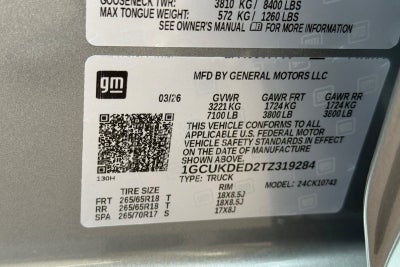 GOOSENECK TWR: 3810 KG / 8400 LBS
MAX TONGUE WEIGHT: 572 KG / 1260 LBS
SEE OWNER'S MANUAL FOR MORE INFORMATION
gm
MFD BY GENERAL MOTORS LLC
03/26 GVWR GAWR FRT GAWR RR
3221 KG 1724 KG 1724 KG
7100 LB 3800 LB 3800 LB
THIS VEHICLE CONFORMS TO ALL
APPLICABLE U.S. FEDERAL MOTOR
VEHICLE SAFETY STANDARDS IN EFFECT
ON THE DATE OF MANUFACTURE SHOWN ABOVE.
1GCUKDED2TZ319284
130H TYPE: TRUCK
TIRE SIZE RIM MODEL: 24CK10743
FRT 265/65R18 T 18X8.5J
RR 265/65R18 T 18X8.5J
SPA 265/70R17 S 17X8J